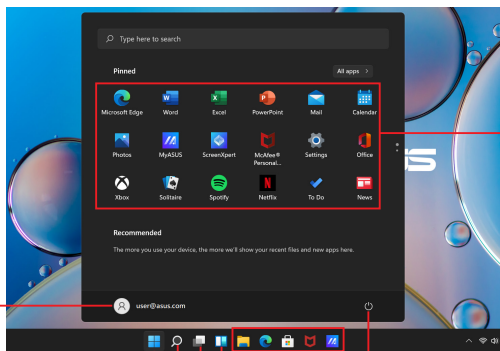 Type here to search
Pinned
All apps >
Microsoft Edge Word Excel PowerPoint Mail Calendar
Photos MyASUS ScreenXpert McAfee® Personal... Settings Office
Xbox Solitaire Spotify Netflix To Do News
Recommended
The more you use your device, the more we'll show your recent files and new apps here.
user@asus.com